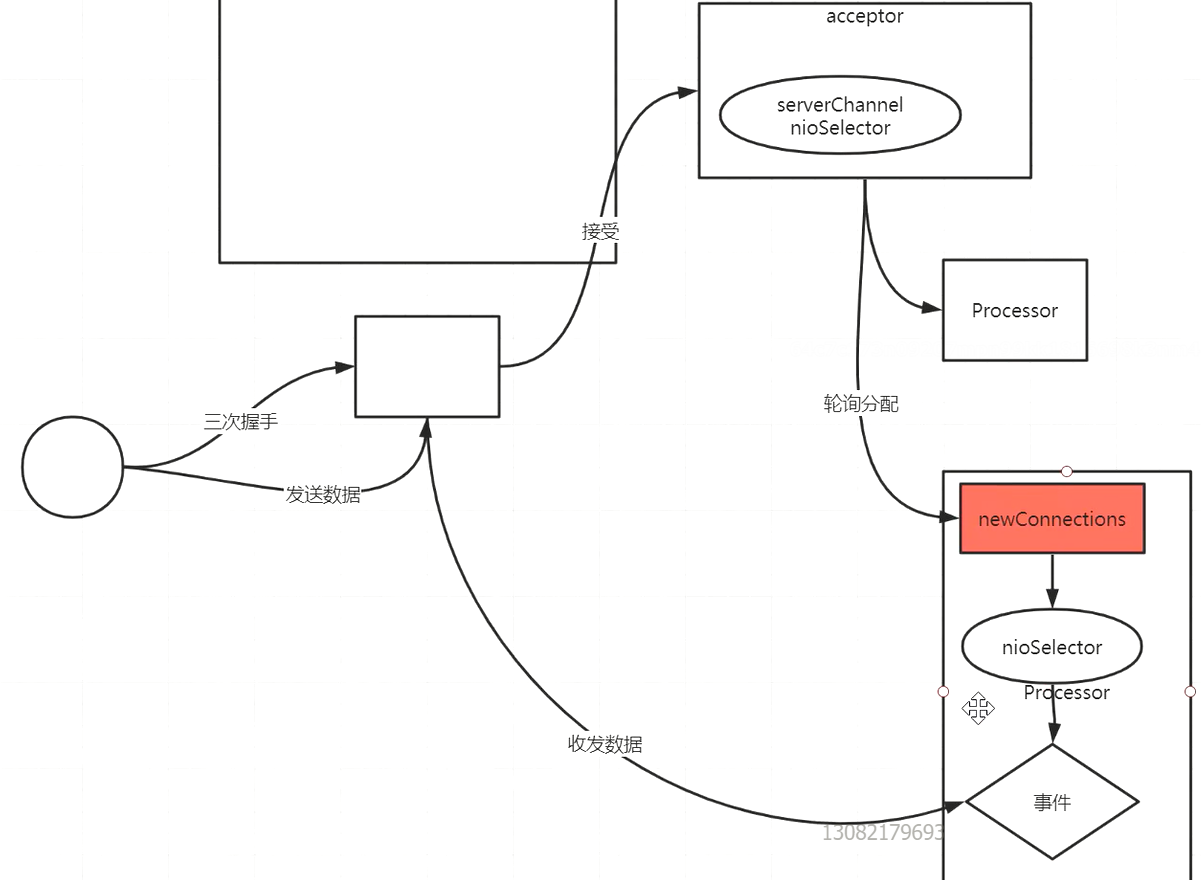 acceptor
serverChannel
nioSelector
接受
Processor
轮询分配
三次握手
发送数据
newConnections
nioSelector
Processor
收发数据
事件
13082179693